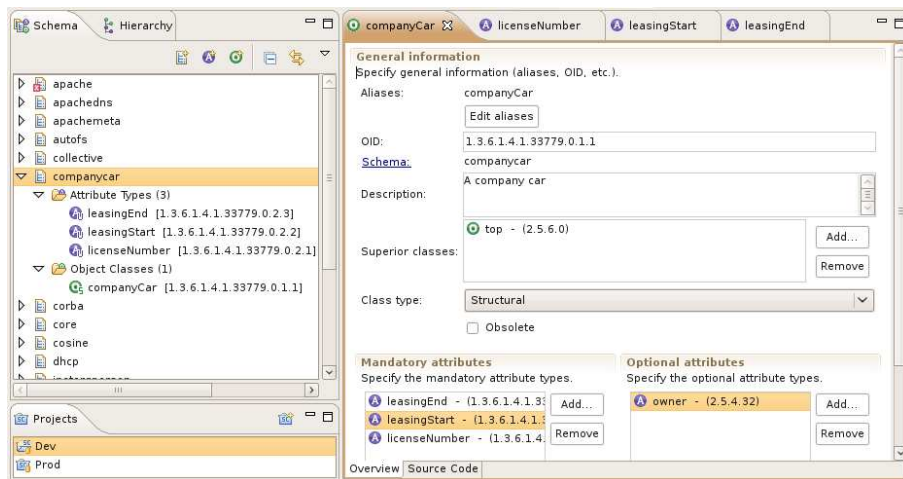 Schema
Hierarchy
apache
apachedns
apachemeta
autofs
collective
companycar
Attribute Types (3)
leasingEnd [1.3.6.1.4.1.33779.0.2.3]
leasingStart [1.3.6.1.4.1.33779.0.2.2]
licenseNumber [1.3.6.1.4.1.33779.0.2.1]
Object Classes (1)
companyCar [1.3.6.1.4.1.33779.0.1.1]
corba
core
cosine
dhcp
Projects
Dev
Prod
companyCar
licenseNumber
leasingStart
leasingEnd
General information
Specify general information (aliases, OID, etc.).
Aliases: companyCar
Edit aliases
OID: 1.3.6.1.4.1.33779.0.1.1
Schema: companycar
Description: A company car
Superior classes: top - (2.5.6.0)
Add...
Remove
Class type: Structural
Obsolete
Mandatory attributes
Specify the mandatory attribute types.
leasingEnd - (1.3.6.1.4.1.3
leasingStart - (1.3.6.1.4.1.
licenseNumber - (1.3.6.1.4.
Add...
Remove
Optional attributes
Specify the optional attribute types.
owner - (2.5.4.32)
Add...
Remove
Overview
Source Code